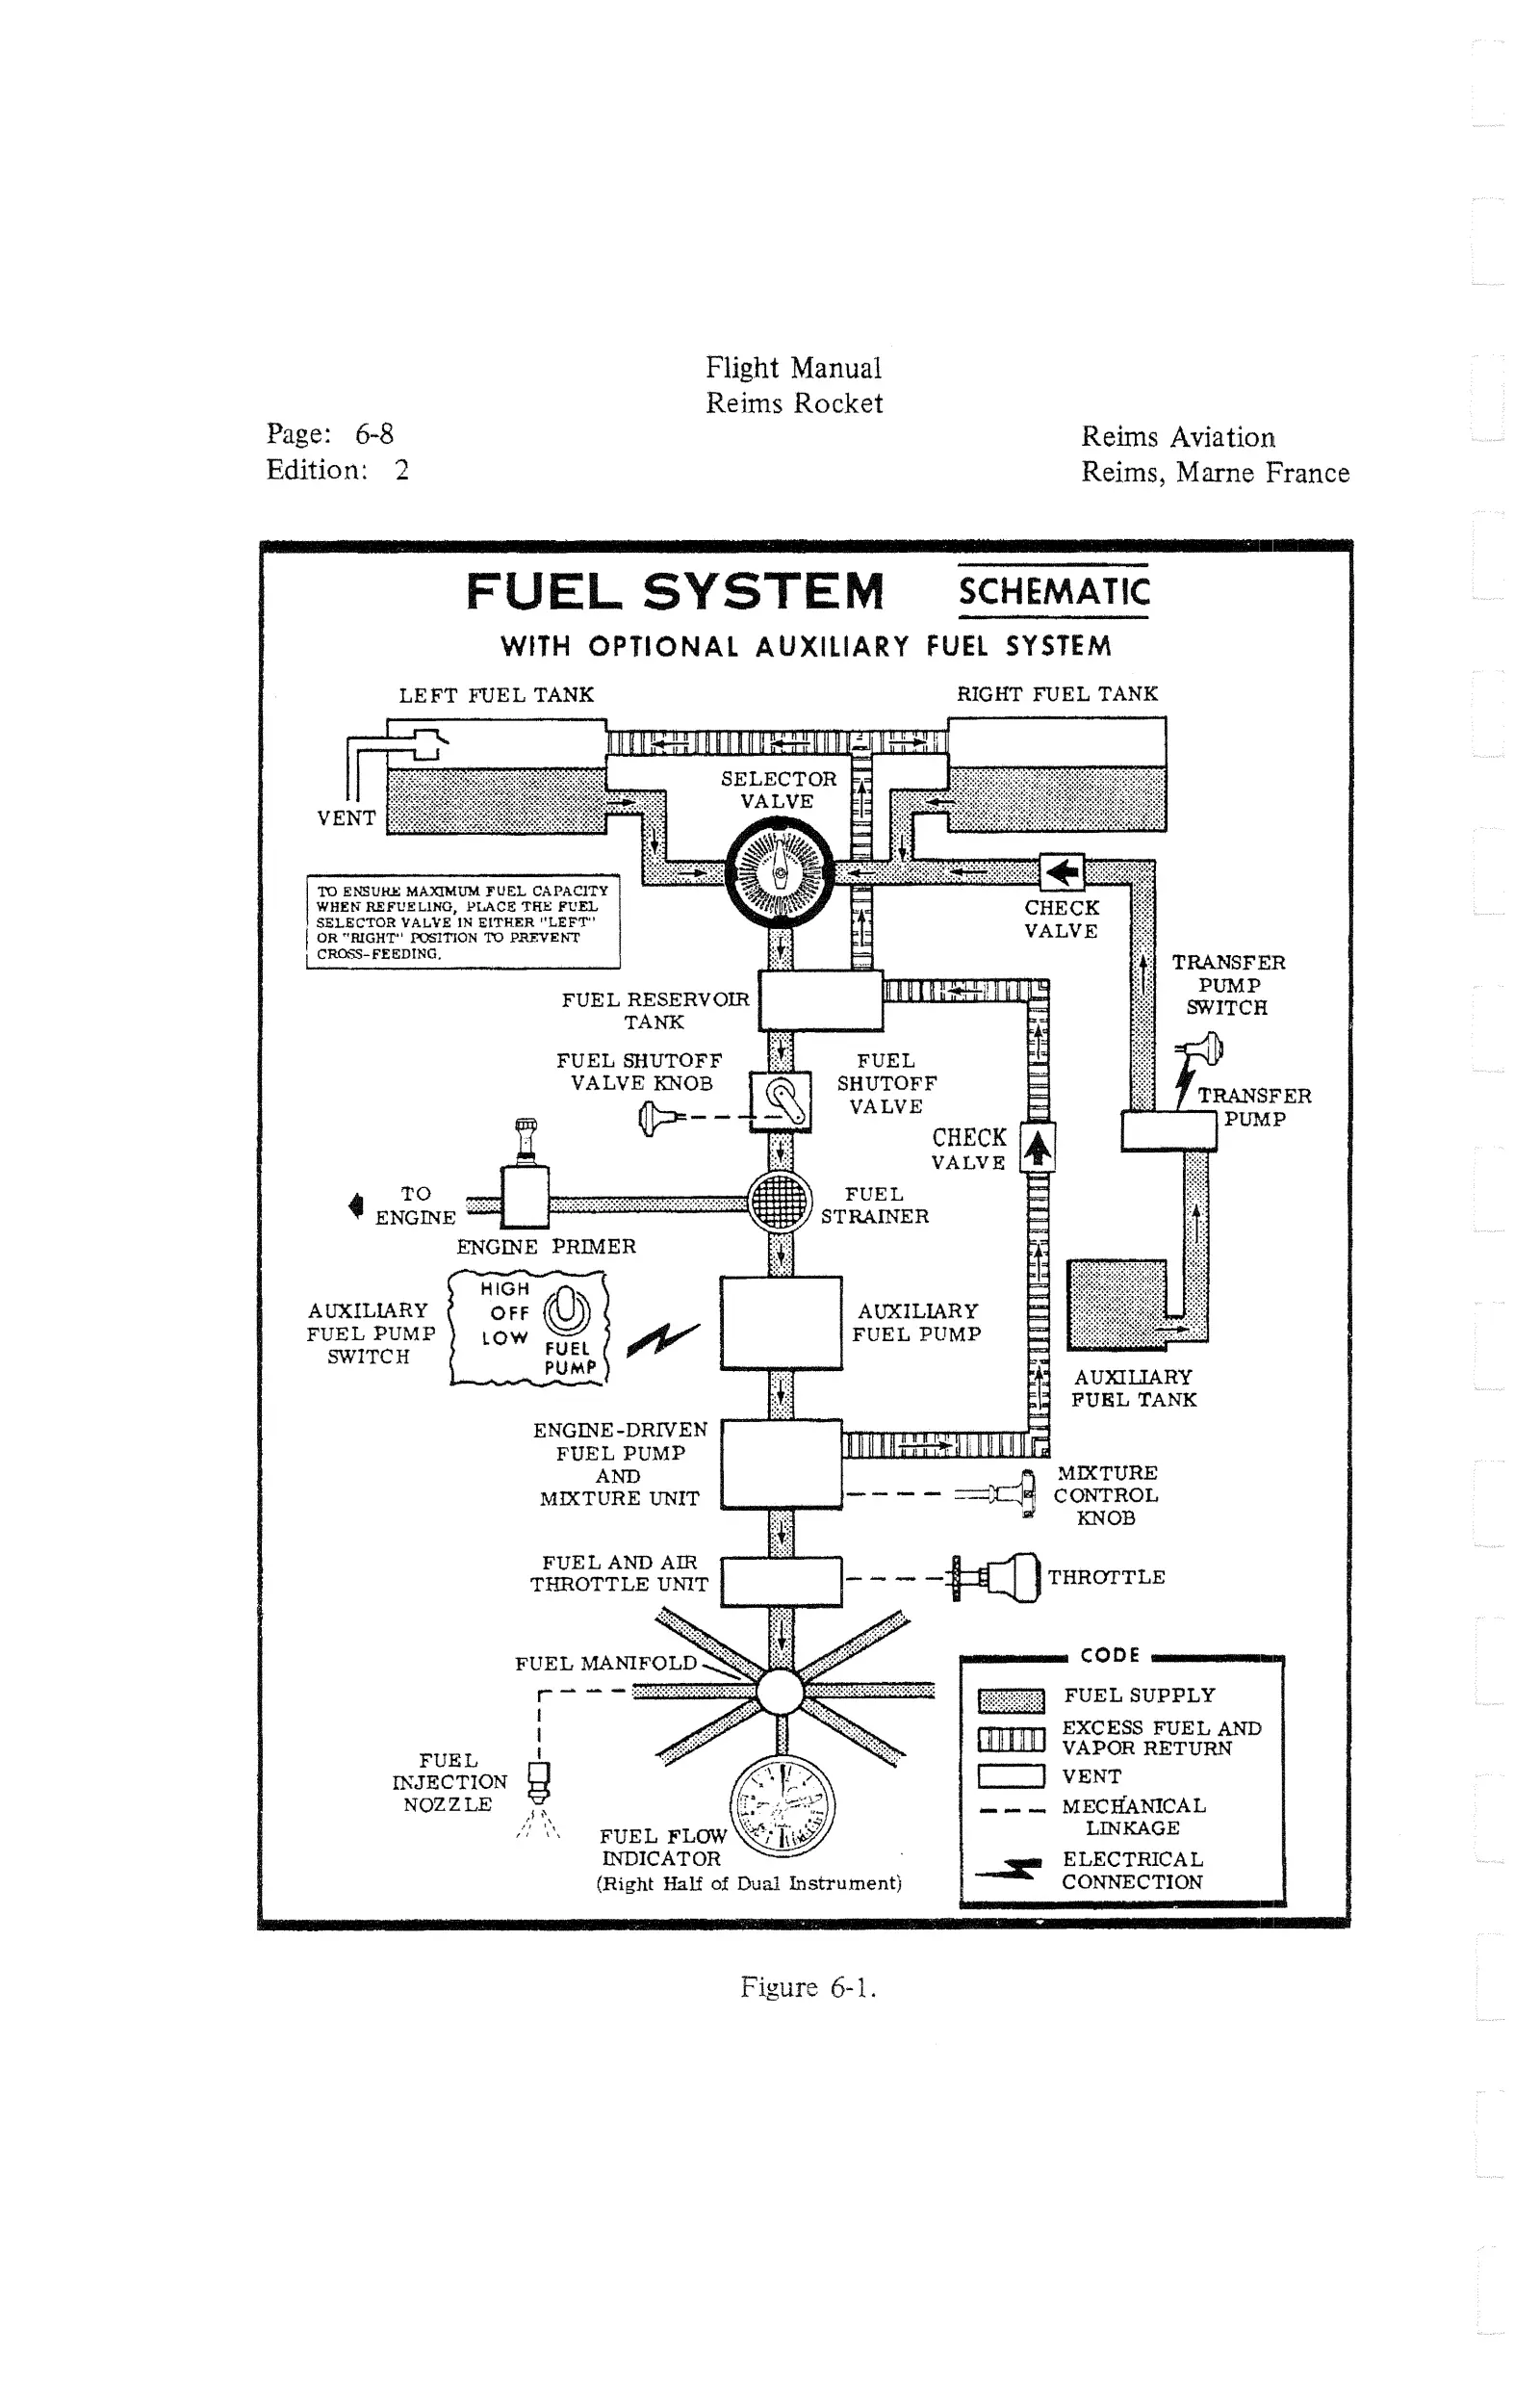 Flight Manual
Reims Rocket
Page: 6-8
Edition: 2
Reims Aviation
Reims, Marne France
FUEL SYSTEM SCHEMATIC
WITH OPTIONAL AUXILIARY FUEL SYSTEM
LEFT FUEL TANK
RIGHT FUEL TANK
VENT
SELECTOR
VALVE
TO ENSURE MAXIMUM FUEL CAPACITY
WHEN REFUELING, PLACE THE FUEL
SELECTOR VALVE IN EITHER "LEFT"
OR "RIGHT" POSITION TO PREVENT
CROSS-FEEDING.
CHECK
VALVE
TRANSFER
PUMP
SWITCH
FUEL RESERVOIR
TANK
FUEL SHUTOFF
VALVE KNOB
FUEL
SHUTOFF
VALVE
TRANSFER
PUMP
CHECK
VALVE
TO
ENGINE
ENGINE PRIMER
FUEL
STRAINER
AUXILIARY
FUEL PUMP
SWITCH
HIGH
OFF
LOW
FUEL
PUMP
AUXILIARY
FUEL PUMP
AUXILIARY
FUEL TANK
ENGINE-DRIVEN
FUEL PUMP
AND
MIXTURE UNIT
MIXTURE
CONTROL
KNOB
FUEL AND AIR
THROTTLE UNIT
THROTTLE
FUEL MANIFOLD
FUEL
INJECTION
NOZZLE
FUEL FLOW
INDICATOR
(Right Half of Dual Instrument)
CODE
FUEL SUPPLY
EXCESS FUEL AND
VAPOR RETURN
VENT
MECHANICAL
LINKAGE
ELECTRICAL
CONNECTION
Figure 6-1.